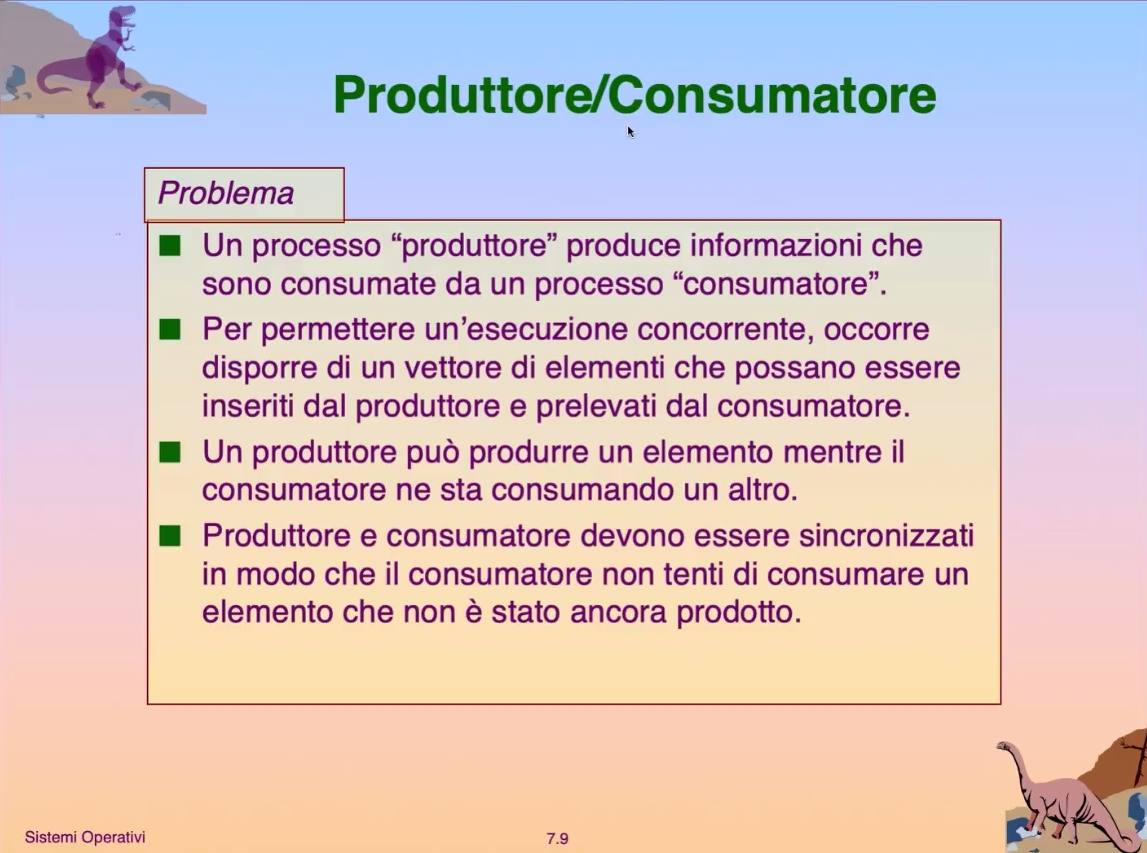 Produttore/Consumatore
Problema
Un processo “produttore” produce informazioni che
sono consumate da un processo “consumatore”.
Per permettere un’esecuzione concorrente, occorre
disporre di un vettore di elementi che possano essere
inseriti dal produttore e prelevati dal consumatore.
Un produttore può produrre un elemento mentre il
consumatore ne sta consumando un altro.
Produttore e consumatore devono essere sincronizzati
in modo che il consumatore non tenti di consumare un
elemento che non è stato ancora prodotto.
Sistemi Operativi
7.9